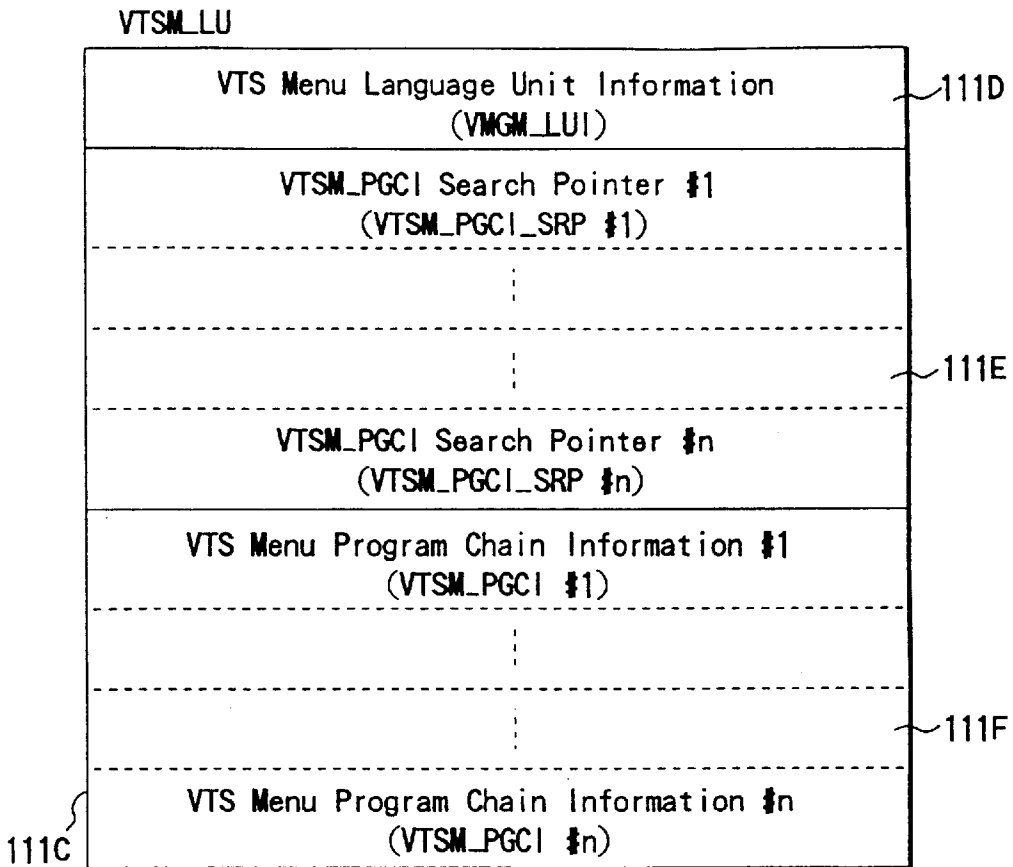 VTSM_LU
VTS Menu Language Unit Information
(VMGM_LUI)
111D
VTSM_PGCI Search Pointer #1
(VTSM_PGCI_SRP #1)
111E
VTSM_PGCI Search Pointer #n
(VTSM_PGCI_SRP #n)
VTS Menu Program Chain Information #1
(VTSM_PGCI #1)
111F
VTS Menu Program Chain Information #n
(VTSM_PGCI #n)
111C